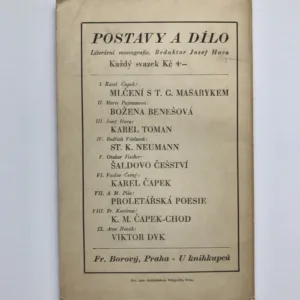 POSTAVY A DÍLO
Literární monografie. Redaktor Josef Hora
Každý svazek Kč 4·—
I Karel Čapek:
MLČENÍ S T. G. MASARYKEM
II Marie Pujmanová:
BOŽENA BENEŠOVÁ
III. Josef Hora:
KAREL TOMAN
IV. Bedřich Václavek:
ST. K. NEUMANN
V. Otokar Fischer:
ŠALDOVO ČEŠSTVÍ
VI. Václav Černý:
KAREL ČAPEK
VII. A. M. Píša:
PROLETÁŘSKÁ POESIE
VIII. Fr. Kovárna:
K. M. ČAPEK-CHOD
IX. Arne Novák:
VIKTOR DYK
Fr. Borový, Praha - U knihkupců